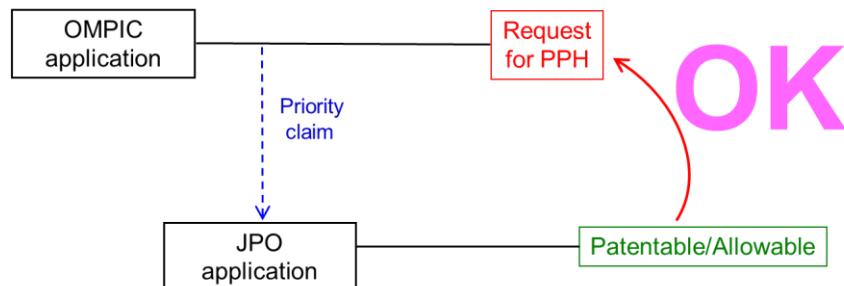 OMPIC
application
Request
for PPH
OK
Priority
claim
JPO
application
Patentable/Allowable